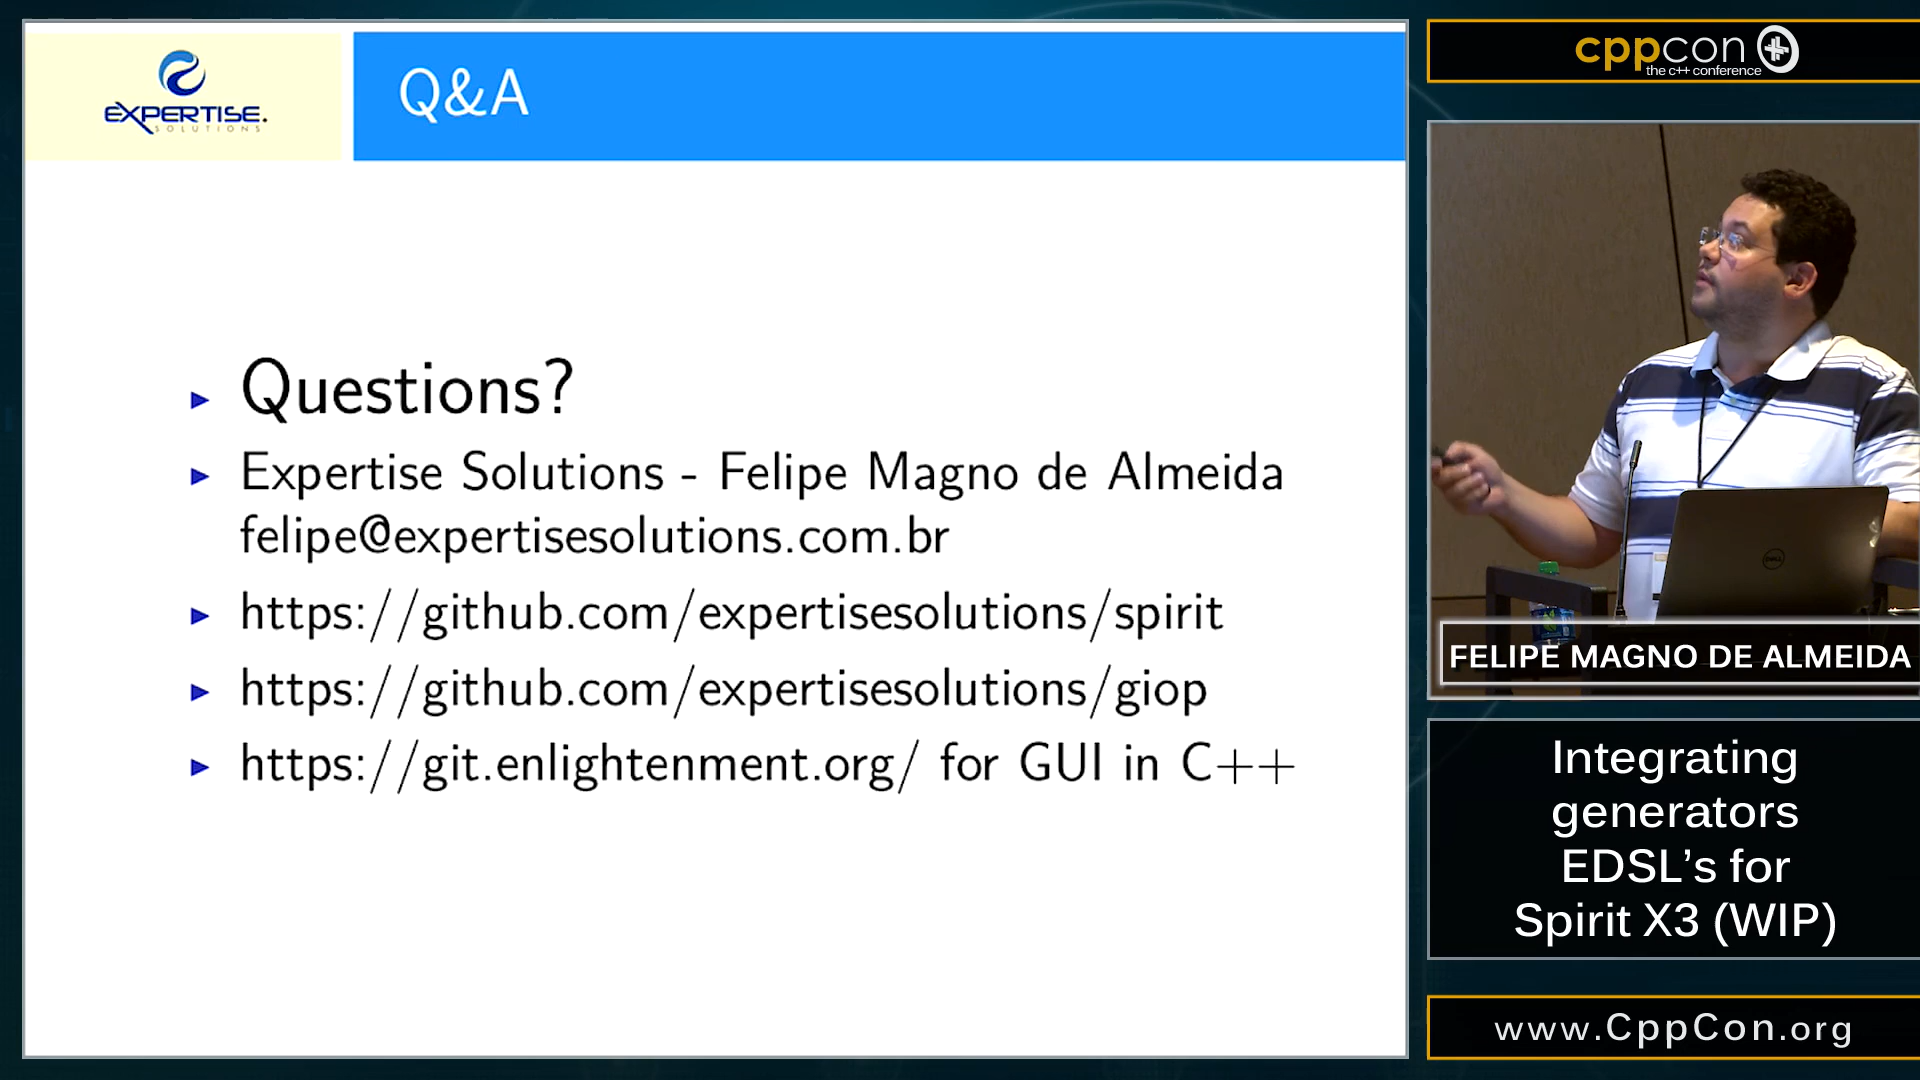 EXPERTISE.
SOLUTIONS
Q&A
Questions?
Expertise Solutions - Felipe Magno de Almeida
felipe@expertisesolutions.com.br
https://github.com/expertisesolutions/spirit
https://github.com/expertisesolutions/giop
https://git.enlightenment.org/ for GUI in C++
cppcon
the c++ conference
DELL
FELIPE MAGNO DE ALMEIDA
Integrating
generators
EDSL’s for
Spirit X3 (WIP)
www.CppCon.org